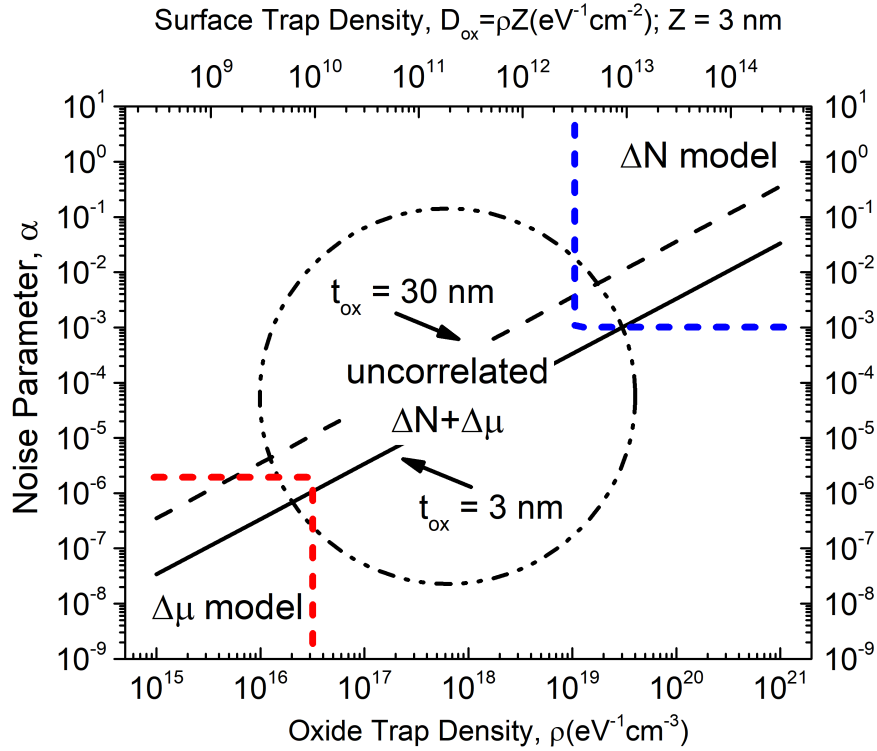 Surface Trap Density, Dₒₓ=ρZ(eV⁻¹cm⁻²); Z = 3 nm
10⁹ 10¹⁰ 10¹¹ 10¹² 10¹³ 10¹⁴
10¹ 10¹
ΔN model
10⁰ 10⁰
10⁻¹ 10⁻¹
10⁻² 10⁻²
tₒₓ = 30 nm
10⁻³ 10⁻³
uncorrelated
10⁻⁴ 10⁻⁴
ΔN+Δμ
10⁻⁵ 10⁻⁵
10⁻⁶ 10⁻⁶
tₒₓ = 3 nm
10⁻⁷ 10⁻⁷
10⁻⁸ 10⁻⁸
Δμ model
10⁻⁹ 10⁻⁹
Noise Parameter, α
10¹⁵ 10¹⁶ 10¹⁷ 10¹⁸ 10¹⁹ 10²⁰ 10²¹
Oxide Trap Density, ρ(eV⁻¹cm⁻³)